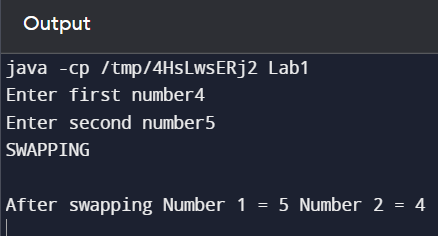 Output
java -cp /tmp/4HsLwsERj2 Lab1
Enter first number4
Enter second number5
SWAPPING
After swapping Number 1 = 5 Number 2 = 4